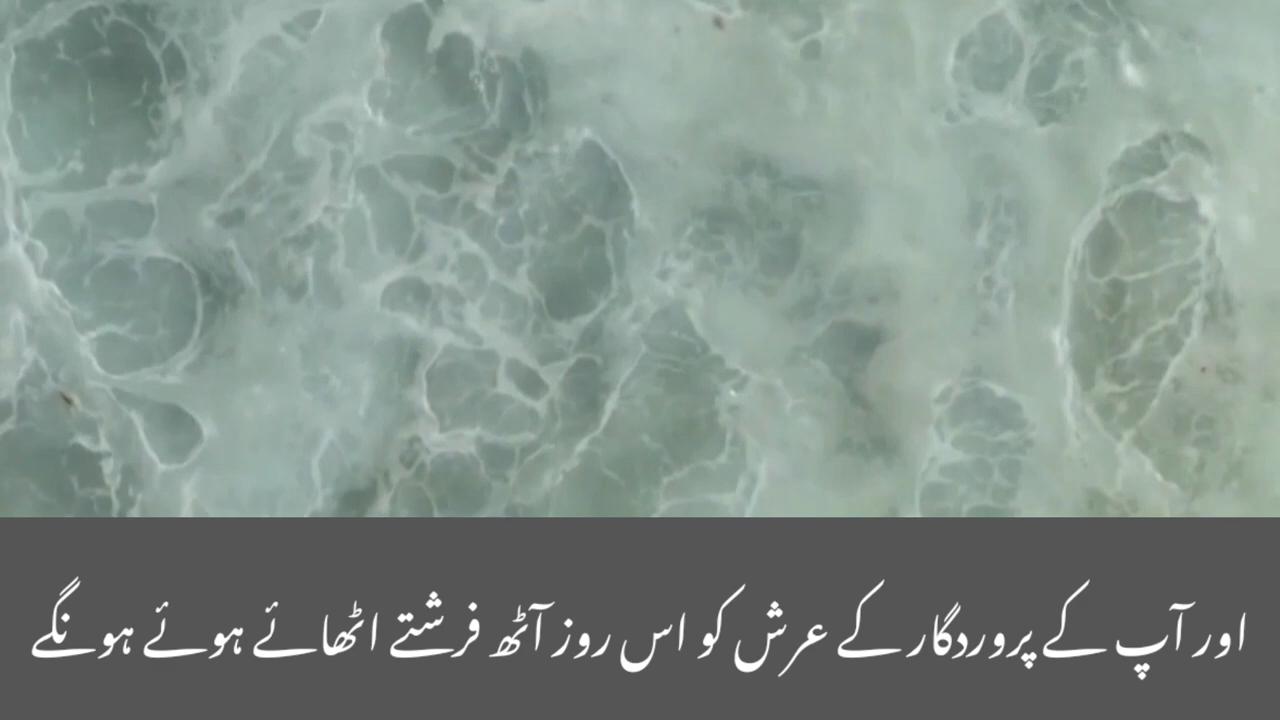 اور آپ کے پروردگار کے عرش کو اس روز آٹھ فرشتے اٹھائے ہوئے ہونگے